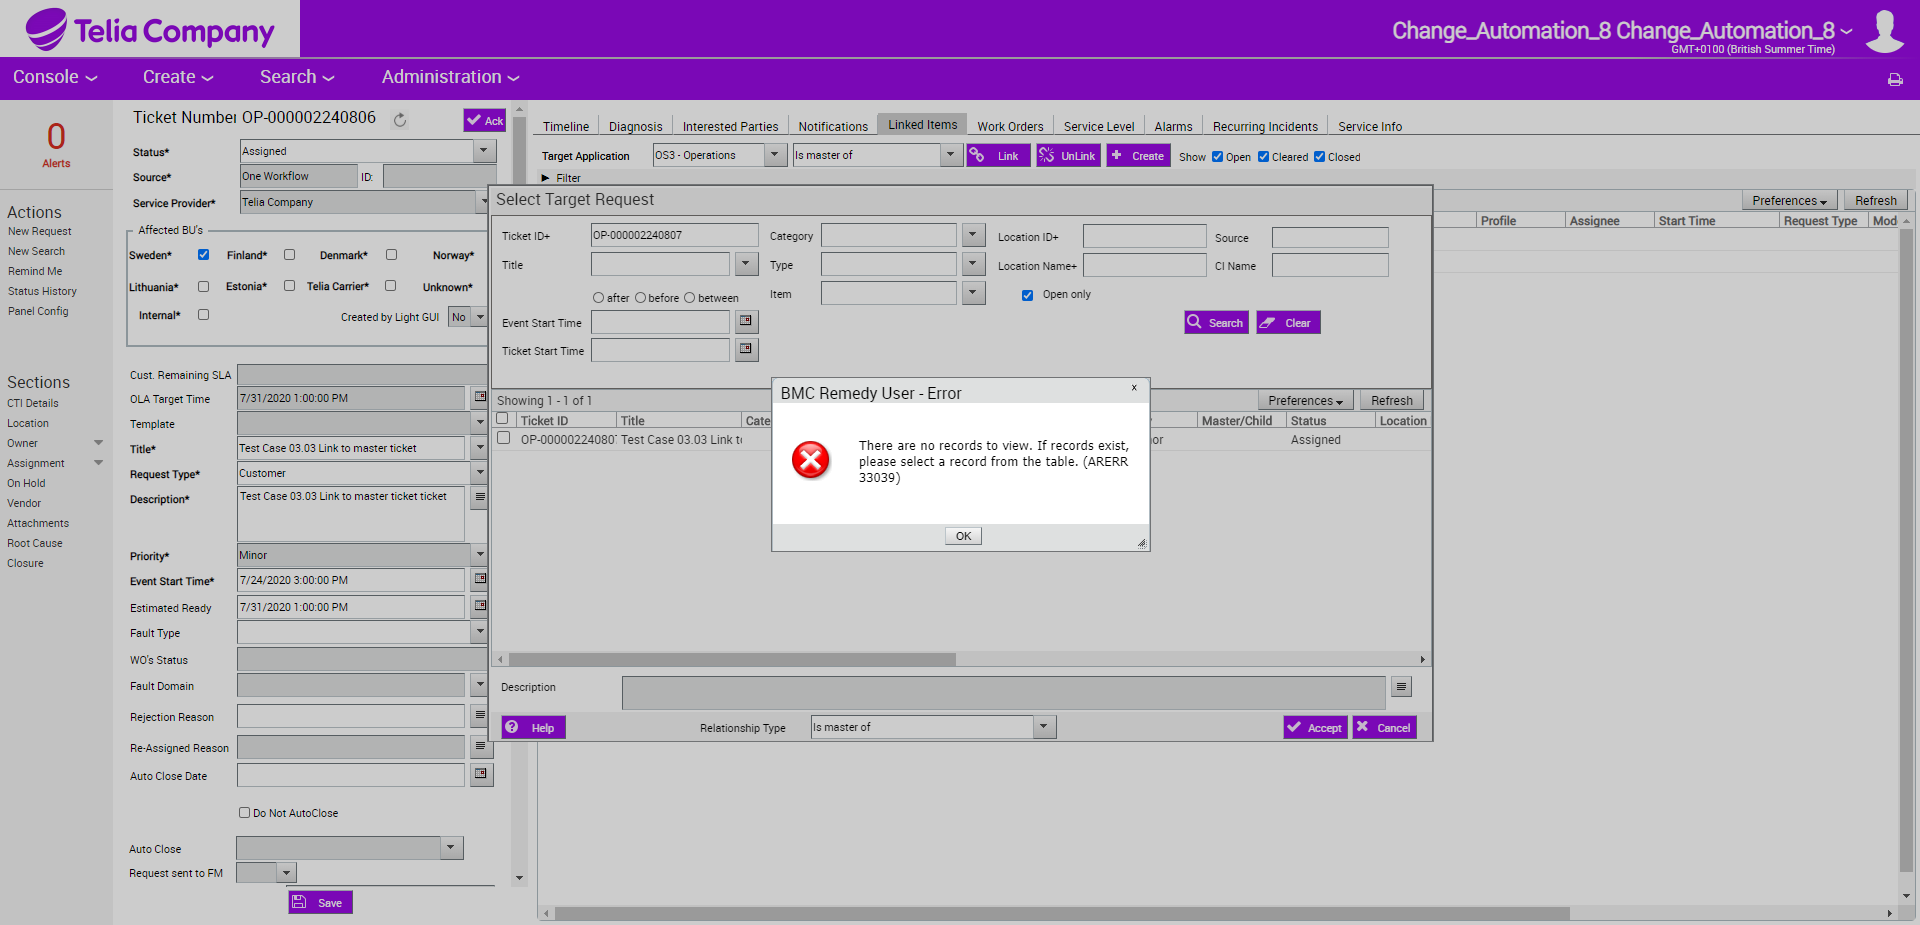 Telia Company
Change_Automation_8 Change_Automation_8
GMT+0100 (British Summer Time)
Console Create Search Administration
0
Alerts
Actions
New Request
New Search
Remind Me
Status History
Panel Config
Sections
CTI Details
Location
Owner
Assignment
On Hold
Vendor
Attachments
Root Cause
Closure
Ticket Number OP-000002240806
Ack
Status* Assigned
Source* One Workflow ID:
Service Provider* Telia Company
Affected BU's
Sweden* Finland* Denmark* Norway*
Lithuania* Estonia* Telia Carrier* Unknown*
Internal* Created by Light GUI No
Cust. Remaining SLA
OLA Target Time 7/31/2020 1:00:00 PM
Template
Title* Test Case 03.03 Link to master ticket
Request Type* Customer
Description* Test Case 03.03 Link to master ticket ticket
Priority* Minor
Event Start Time* 7/24/2020 3:00:00 PM
Estimated Ready 7/31/2020 1:00:00 PM
Fault Type
WO's Status
Fault Domain
Rejection Reason
Re-Assigned Reason
Auto Close Date
Do Not AutoClose
Auto Close
Request sent to FM
Save
Timeline Diagnosis Interested Parties Notifications Linked Items Work Orders Service Level Alarms Recurring Incidents Service Info
Target Application OS3 - Operations Is master of Link UnLink Create Show Open Cleared Closed
Filter
Preferences Refresh
Profile Assignee Start Time Request Type Mod
Select Target Request
Ticket ID+ OP-000002240807 Category Location ID+ Source
Title Type Location Name+ CI Name
after before between Item Open only
Event Start Time Search Clear
Ticket Start Time
Showing 1 - 1 of 1 Preferences Refresh
Ticket ID Title Cate Master/Child Status Location
OP-00000224080 Test Case 03.03 Link to nor Assigned
BMC Remedy User - Error
x
There are no records to view. If records exist,
please select a record from the table. (ARERR
33039)
OK
Description
Help Relationship Type Is master of Accept Cancel